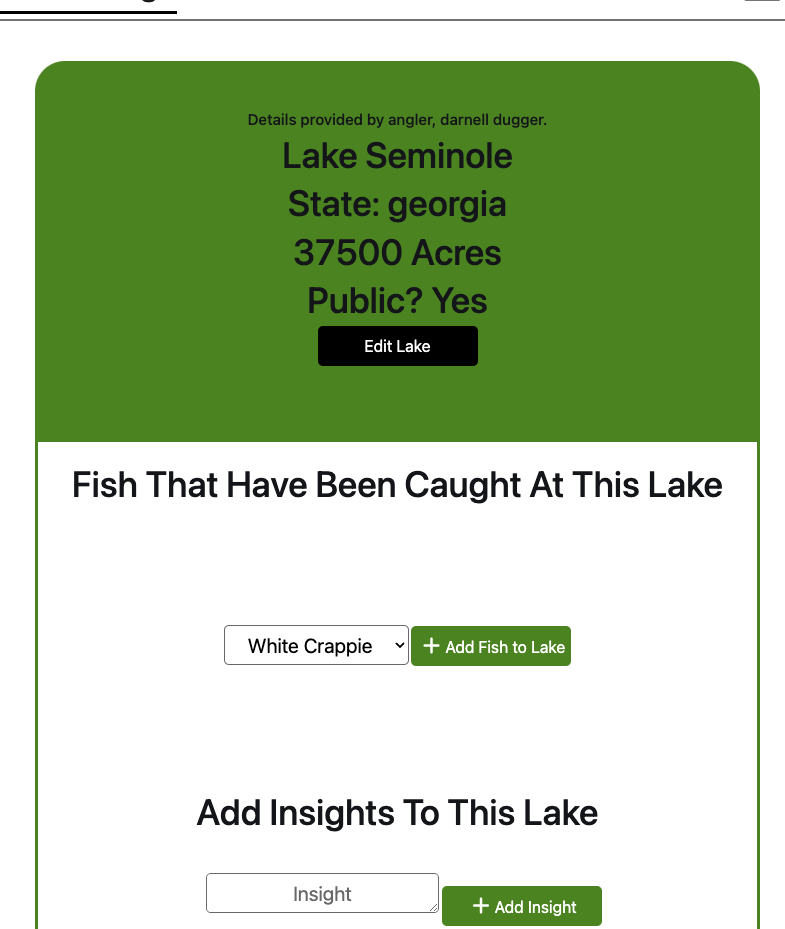 Details provided by angler, darnell dugger.
Lake Seminole
State: georgia
37500 Acres
Public? Yes
Edit Lake
Fish That Have Been Caught At This Lake
White Crappie
+ Add Fish to Lake
Add Insights To This Lake
Insight
+ Add Insight